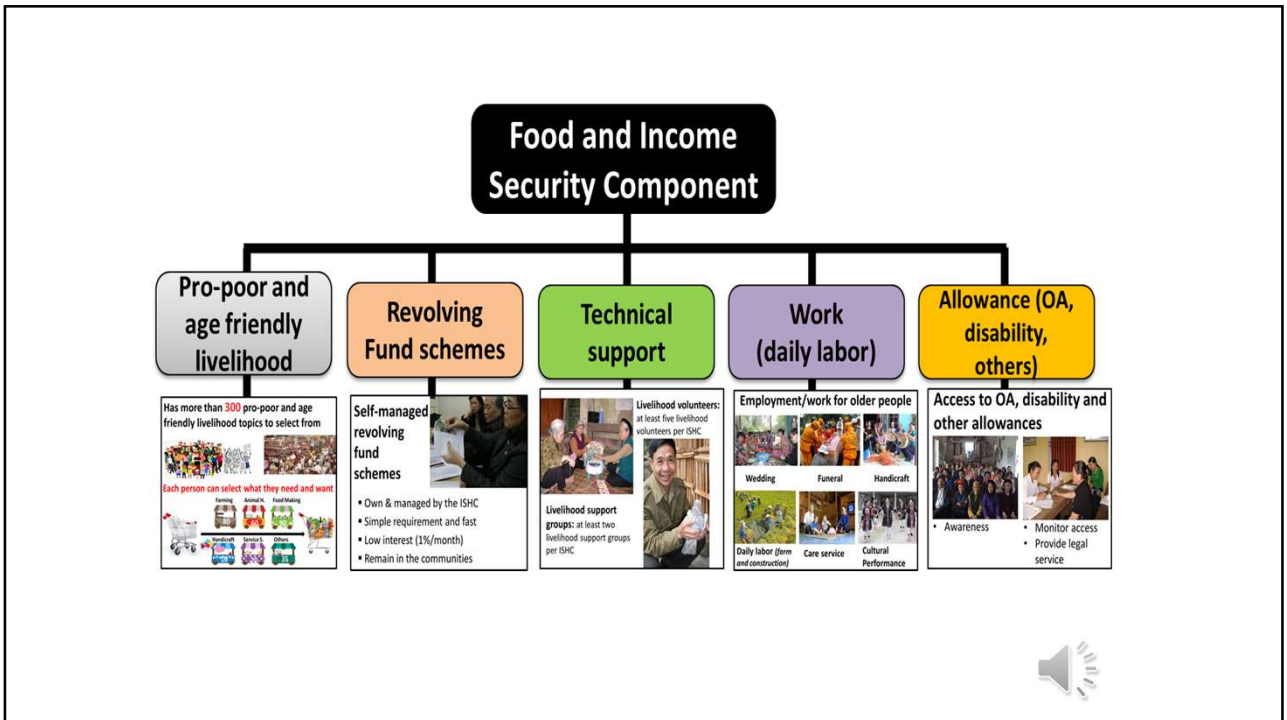 Food and Income
Security Component
Pro-poor and
age friendly
livelihood
Revolving
Fund schemes
Technical
support
Work
(daily labor)
Allowance (OA,
disability,
others)
Has more than 300 pro-poor and age
friendly livelihood topics to select from
Each person can select what they need and want
Farming Animal H. Food Making
Handicraft Service S. Others
35
Self-managed
revolving
fund
schemes
▪ Own & managed by the ISHC
▪ Simple requirement and fast
▪ Low interest (1%/month)
▪ Remain in the communities
Livelihood volunteers:
at least five livelihood
volunteers per ISHC
Livelihood support
groups: at least two
livelihood support groups
per ISHC
Employment/work for older people
Wedding Funeral Handicraft
Daily labor (farm
and construction)
Care service
Cultural
Performance
Access to OA, disability and
other allowances
• Awareness
• Monitor access
• Provide legal
service